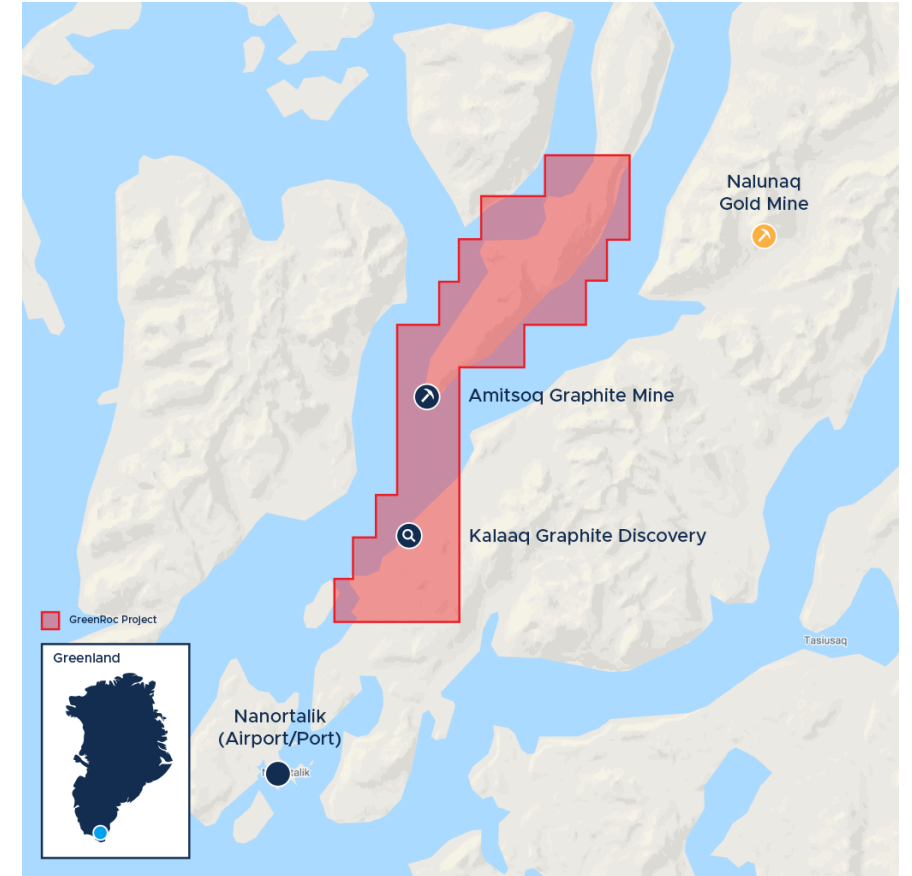 Nalunaq
Gold Mine
Amitsoq Graphite Mine
Kalaaq Graphite Discovery
GreenRoc Project
Tasiusaq
Greenland
Nanortalik
(Airport/Port)